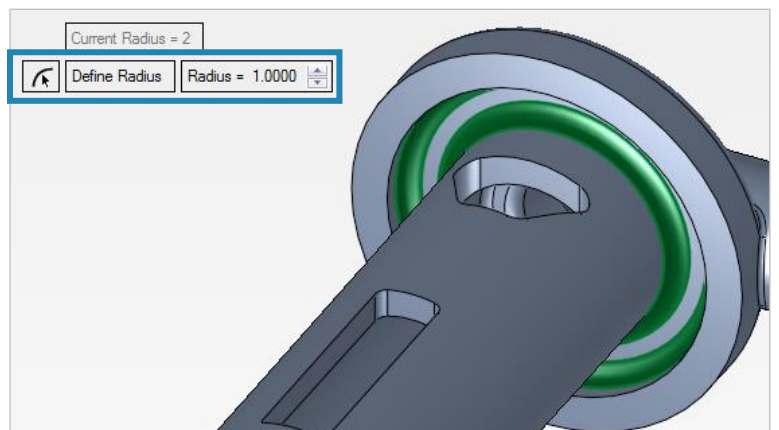 Current Radius = 2
Define Radius Radius = 1.0000